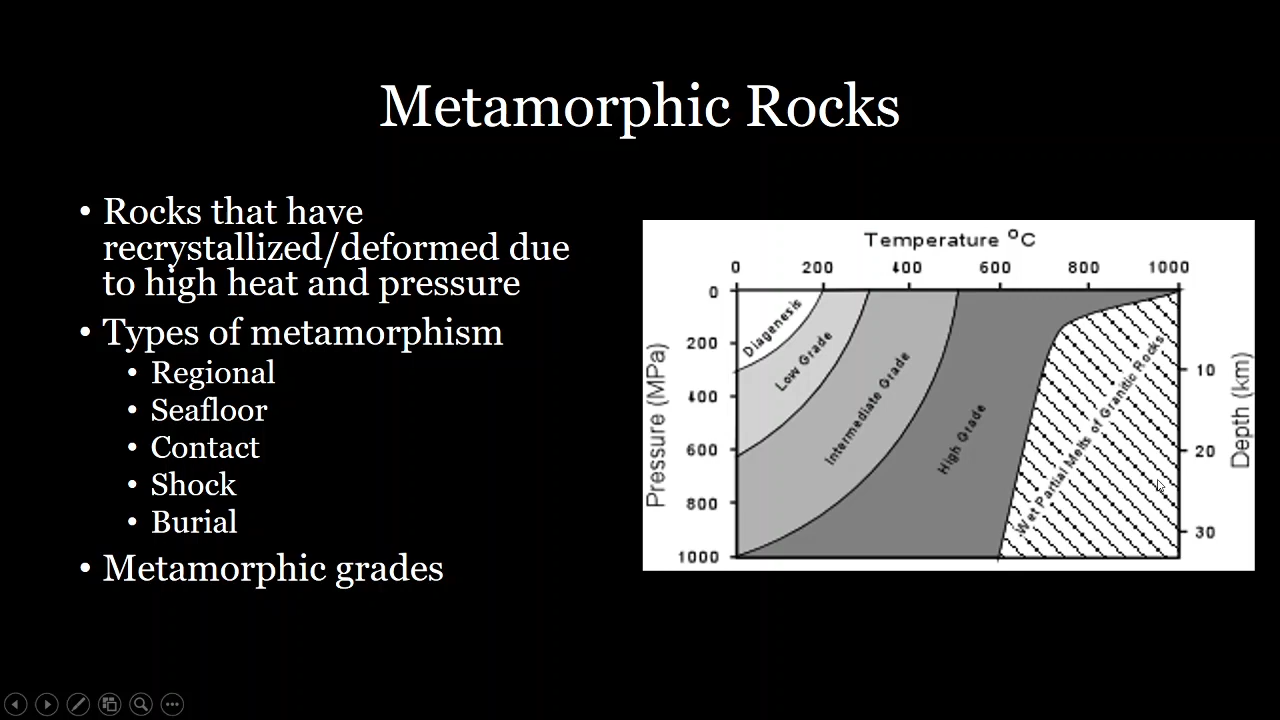 Metamorphic Rocks
• Rocks that have
recrystallized/deformed due
to high heat and pressure
• Types of metamorphism
• Regional
• Seafloor
• Contact
• Shock
• Burial
• Metamorphic grades
Temperature °C
0 200 400 600 800 1000
Pressure (MPa)
0
200
400
600
800
1000
Diagenesis
Low Grade
Intermediate Grade
High Grade
Wet Partial Melts of Granitic Rocks
10
20
30
Depth (km)